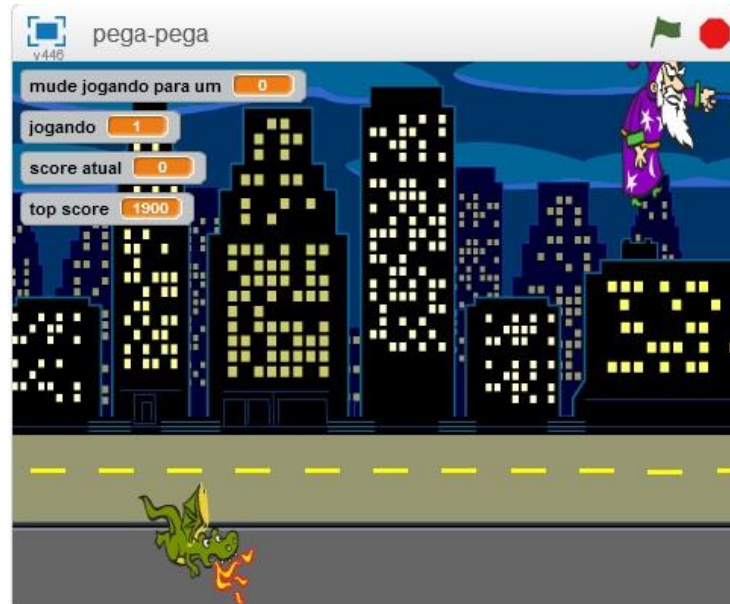 pega-pega
v446
mude jogando para um 0
jogando 1
score atual 0
top score 1900